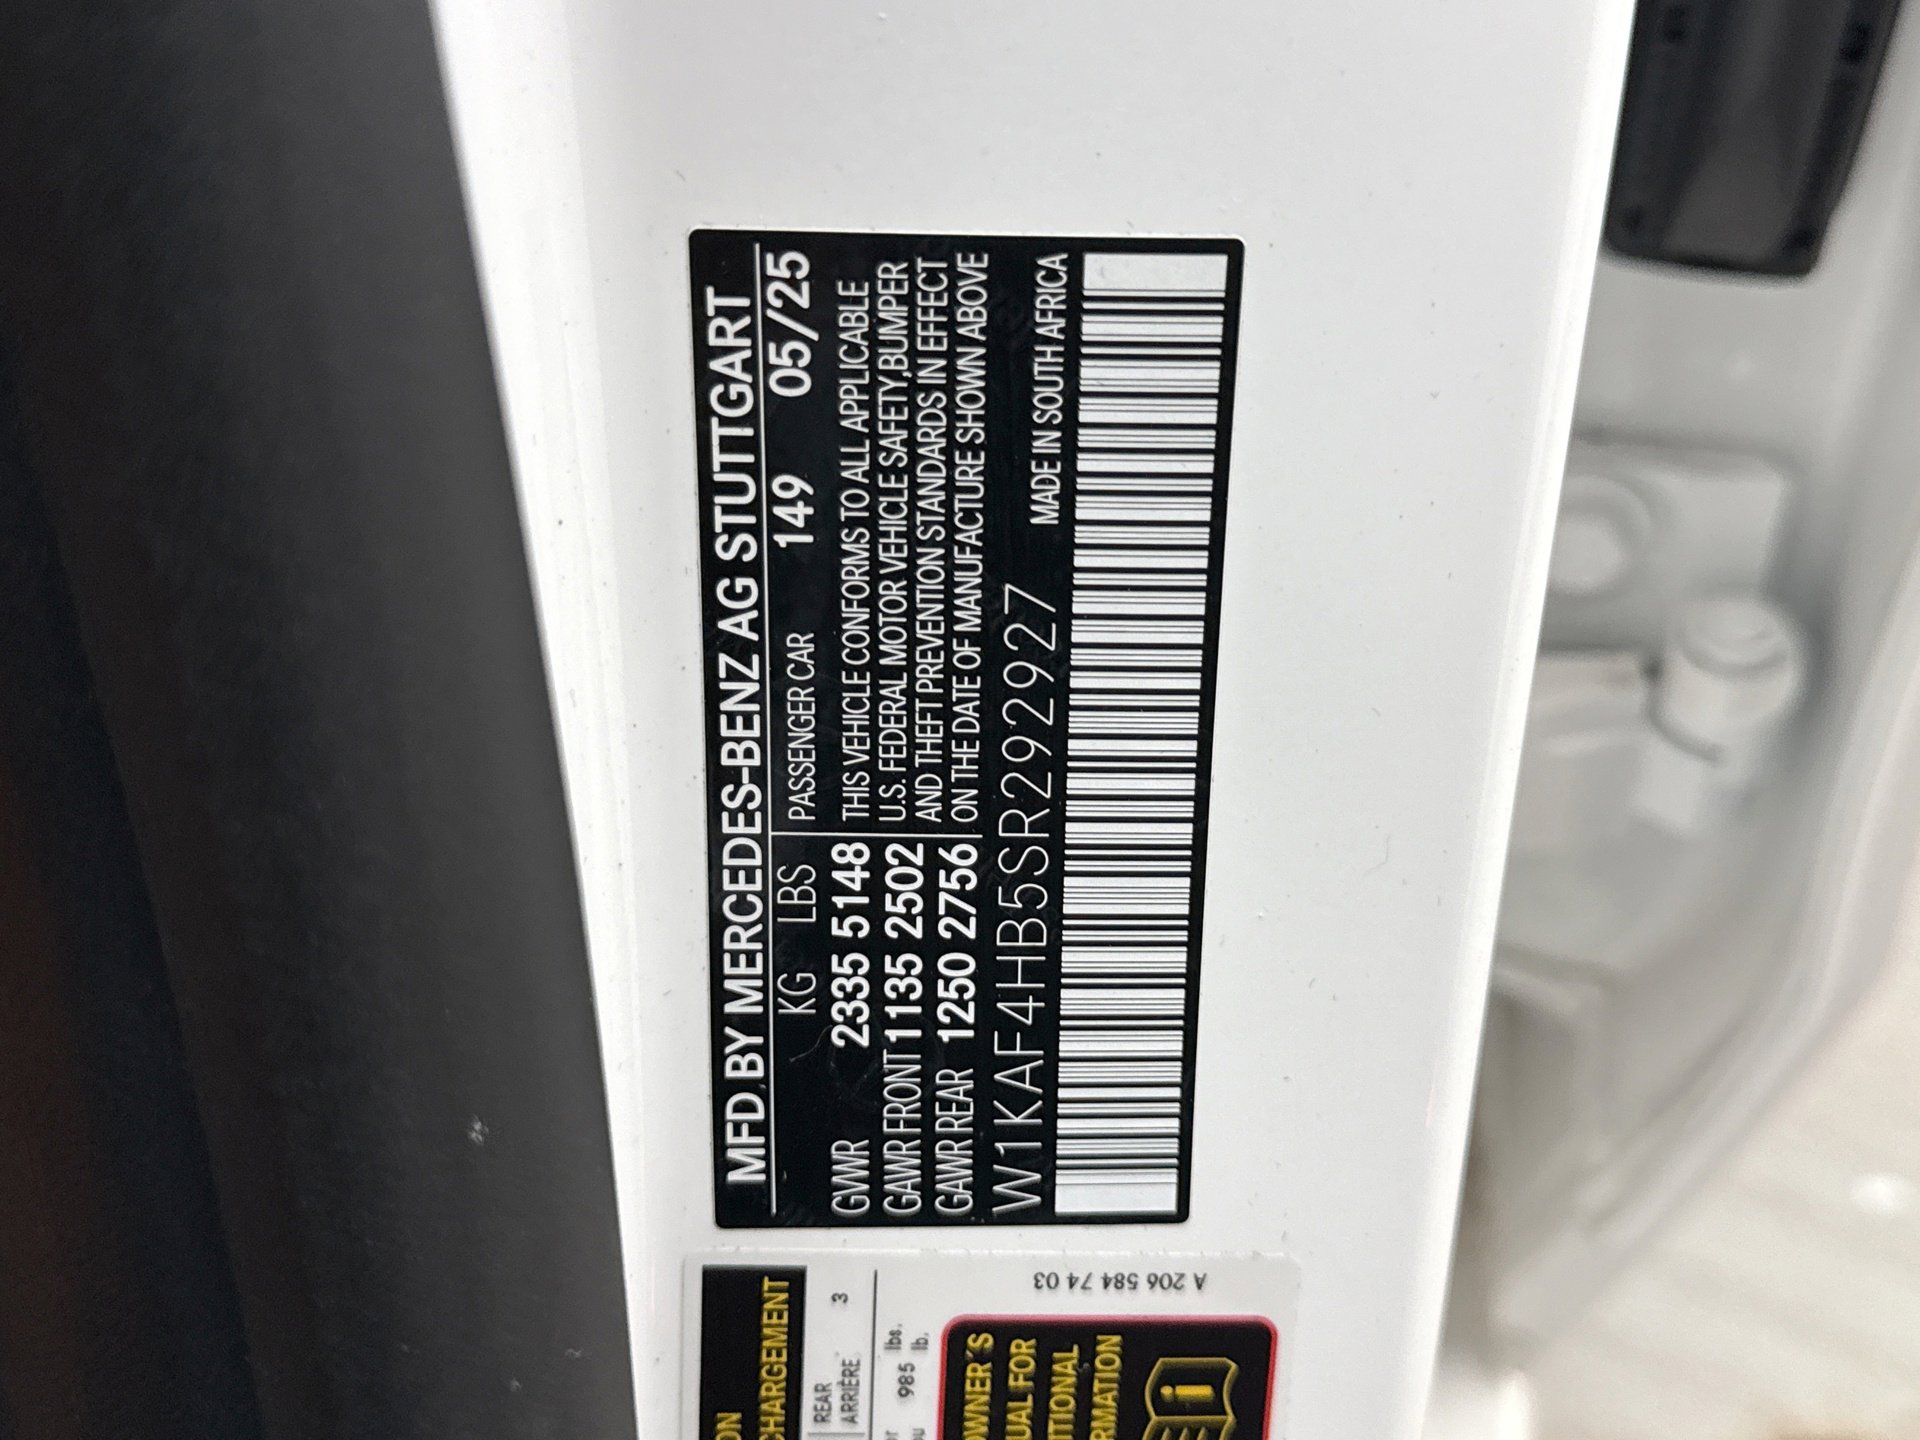 MFD.BY MERCEDES-BENZ AG STUTTGART
KG LBS PASSENGER CAR 149 05/25
GVWR 2335 5148 THIS VEHICLE CONFORMS TO ALL APPLICABLE
GAWR FRONT 1135 2502 U.S. FEDERAL MOTOR VEHICLE SAFETY,BUMPER
AND THEFT PREVENTION STANDARDS IN EFFECT
GAWR REAR 1250 2756 ON THE DATE OF MANUFACTURE SHOWN ABOVE
W1KAF4HB5SR292927 MADE IN SOUTH AFRICA
CHARGEMENT
REAR 3
ARRIÈRE
lbs.
985 lb.
A 206 584 74 03
OWNER'S
FOR